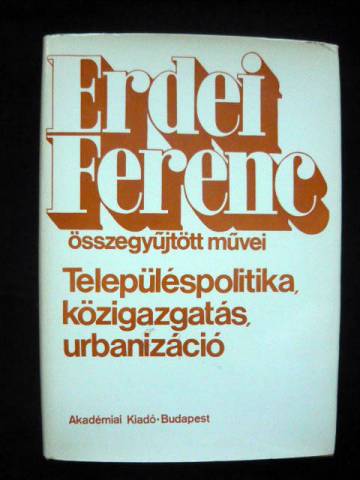 Erdei
Ferenc
összegyűjtött művei
Településpolitika,
közigazgatás,
urbanizáció
Akadémiai Kiadó · Budapest